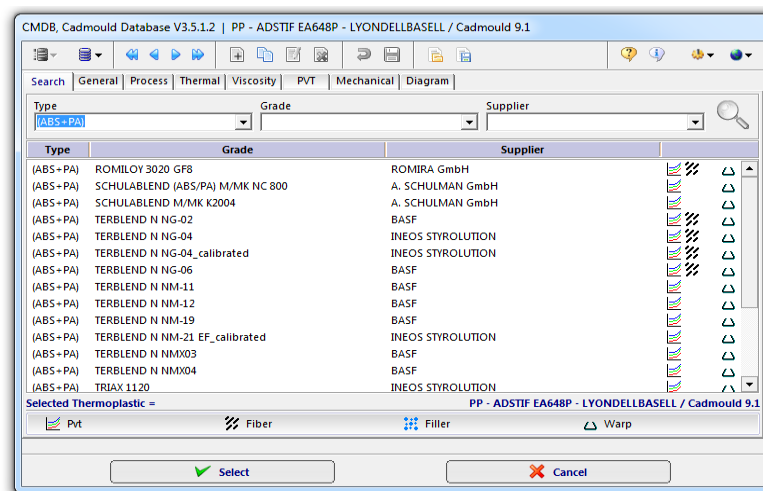 CMDB, Cadmould Database V3.5.1.2 | PP - ADSTIF EA648P - LYONDELLBASELL / Cadmould 9.1
Search General Process Thermal Viscosity PVT Mechanical Diagram
Type Grade Supplier
(ABS+PA)
Type Grade Supplier
(ABS+PA) ROMILOY 3020 GF8 ROMIRA GmbH
(ABS+PA) SCHULABLEND (ABS/PA) M/MK NC 800 A. SCHULMAN GmbH
(ABS+PA) SCHULABLEND M/MK K2004 A. SCHULMAN GmbH
(ABS+PA) TERBLEND N NG-02 BASF
(ABS+PA) TERBLEND N NG-04 INEOS STYROLUTION
(ABS+PA) TERBLEND N NG-04_calibrated INEOS STYROLUTION
(ABS+PA) TERBLEND N NG-06 BASF
(ABS+PA) TERBLEND N NM-11 BASF
(ABS+PA) TERBLEND N NM-12 BASF
(ABS+PA) TERBLEND N NM-19 BASF
(ABS+PA) TERBLEND N NM-21 EF_calibrated INEOS STYROLUTION
(ABS+PA) TERBLEND N NMX03 BASF
(ABS+PA) TERBLEND N NMX04 BASF
(ABS+PA) TRIAX 1120 INEOS STYROLUTION
Selected Thermoplastic = PP - ADSTIF EA648P - LYONDELLBASELL / Cadmould 9.1
Pvt Fiber Filler Warp
Select Cancel